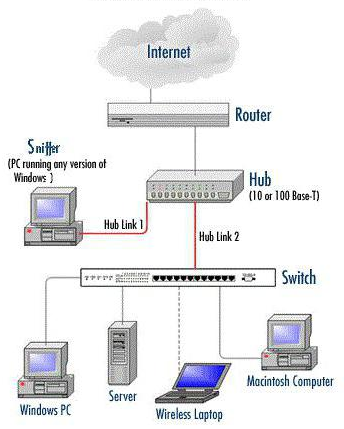 Internet
Router
Sniffer
(PC running any version of
Windows )
Hub
(10 or 100 Base-T)
Hub Link 1
Hub Link 2
Switch
Windows PC
Server
Wireless Laptop
Macintosh Computer